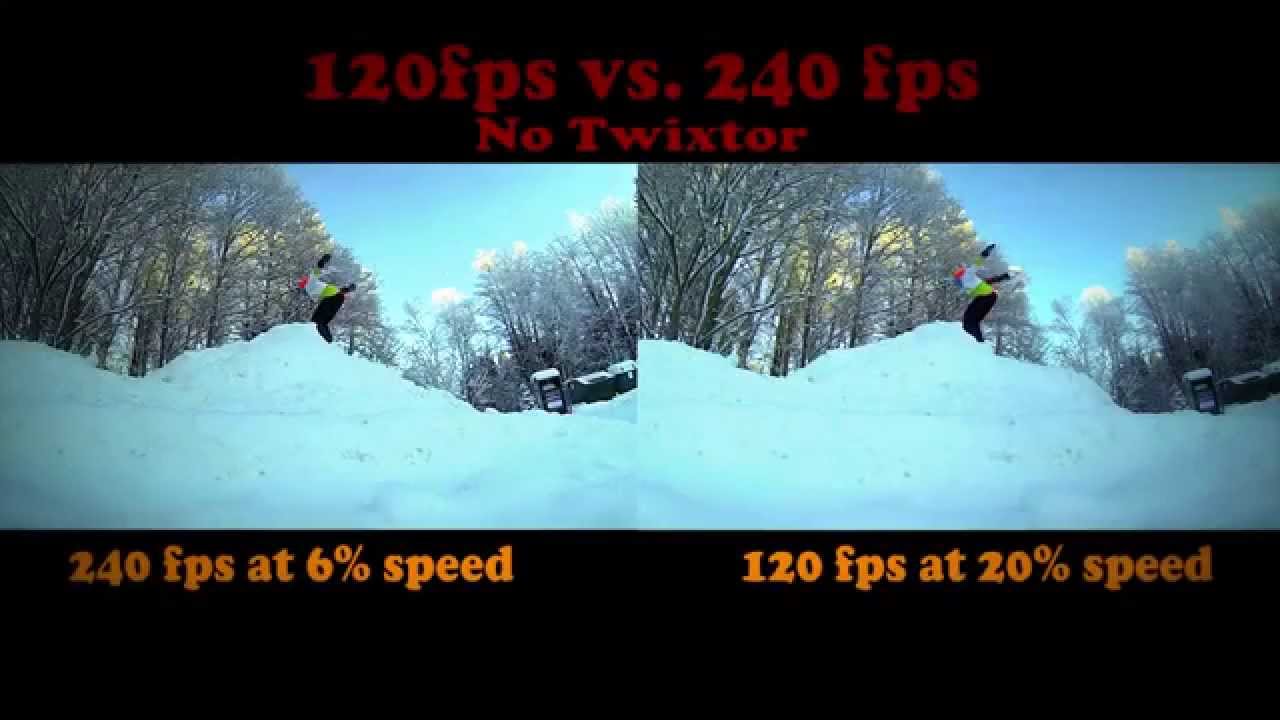 120fps vs. 240 fps
No Twixtor
240 fps at 6% speed
120 fps at 20% speed